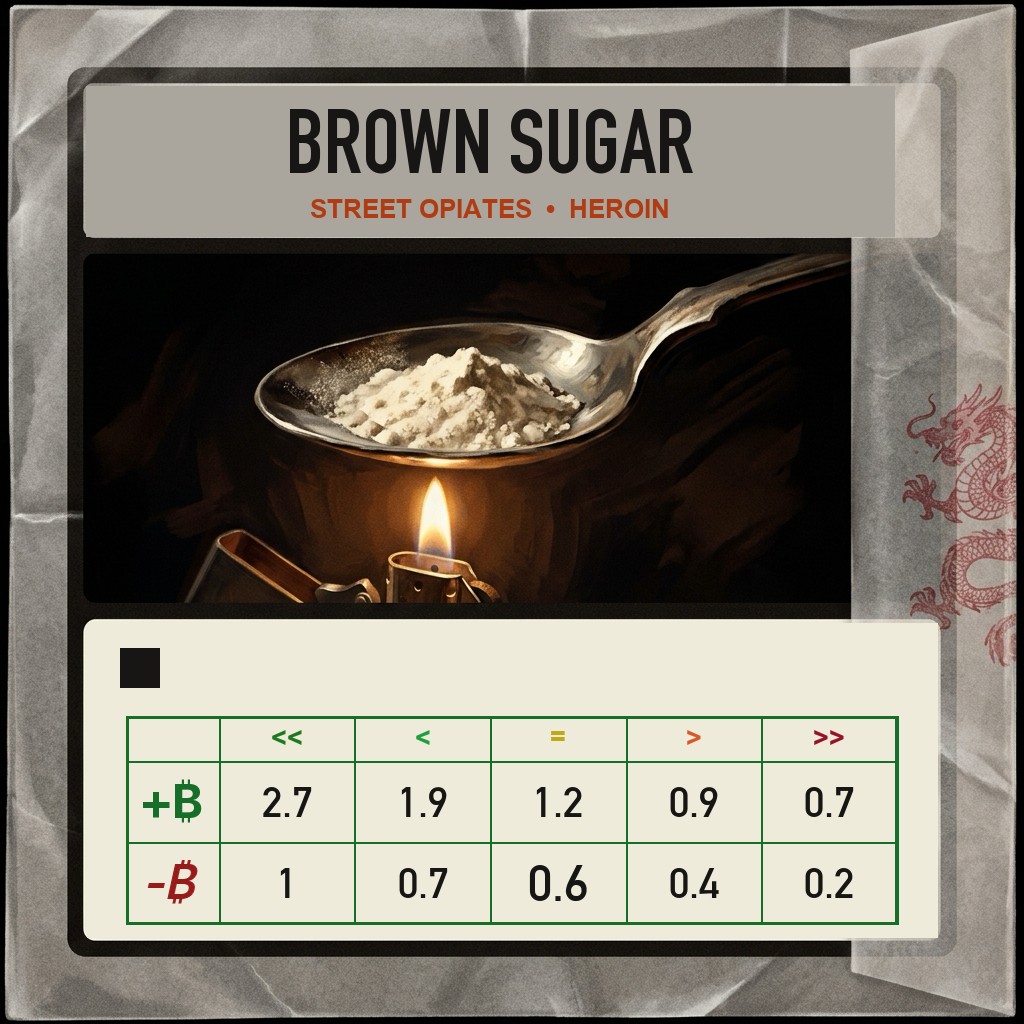 BROWN SUGAR
STREET OPIATES • HEROIN
<< < = > >>
+₿ 2.7 1.9 1.2 0.9 0.7
-₿ 1 0.7 0.6 0.4 0.2